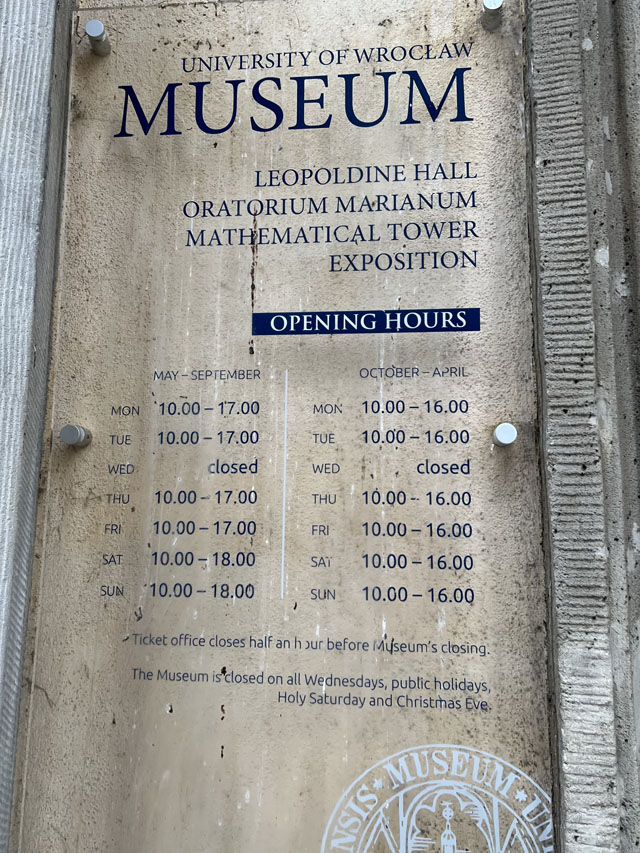 UNIVERSITY OF WROCŁAW
MUSEUM
LEOPOLDINE HALL
ORATORIUM MARIANUM
MATHEMATICAL TOWER
EXPOSITION
OPENING HOURS
MAY – SEPTEMBER
MON 10.00 – 17.00
TUE 10.00 – 17.00
WED closed
THU 10.00 – 17.00
FRI 10.00 – 17.00
SAT 10.00 – 18.00
SUN 10.00 – 18.00
OCTOBER – APRIL
MON 10.00 – 16.00
TUE 10.00 – 16.00
WED closed
THU 10.00 – 16.00
FRI 10.00 – 16.00
SAT 10.00 – 16.00
SUN 10.00 – 16.00
Ticket office closes half an hour before Museum's closing.
The Museum is closed on all Wednesdays, public holidays,
Holy Saturday and Christmas Eve.
NSIS ★ MUSEUM ★ UN